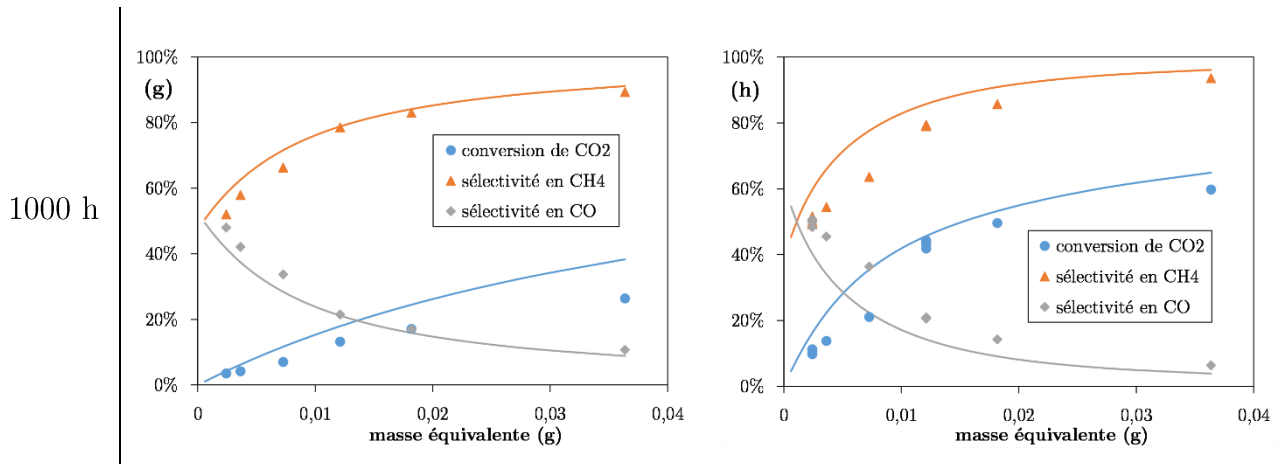 1000 h
(g)
100%
80%
60%
40%
20%
0%
conversion de CO2
sélectivité en CH4
sélectivité en CO
0
0,01
0,02
0,03
0,04
masse équivalente (g)
(h)
100%
80%
60%
40%
20%
0%
conversion de CO2
sélectivité en CH4
sélectivité en CO
0
0,01
0,02
0,03
0,04
masse équivalente (g)